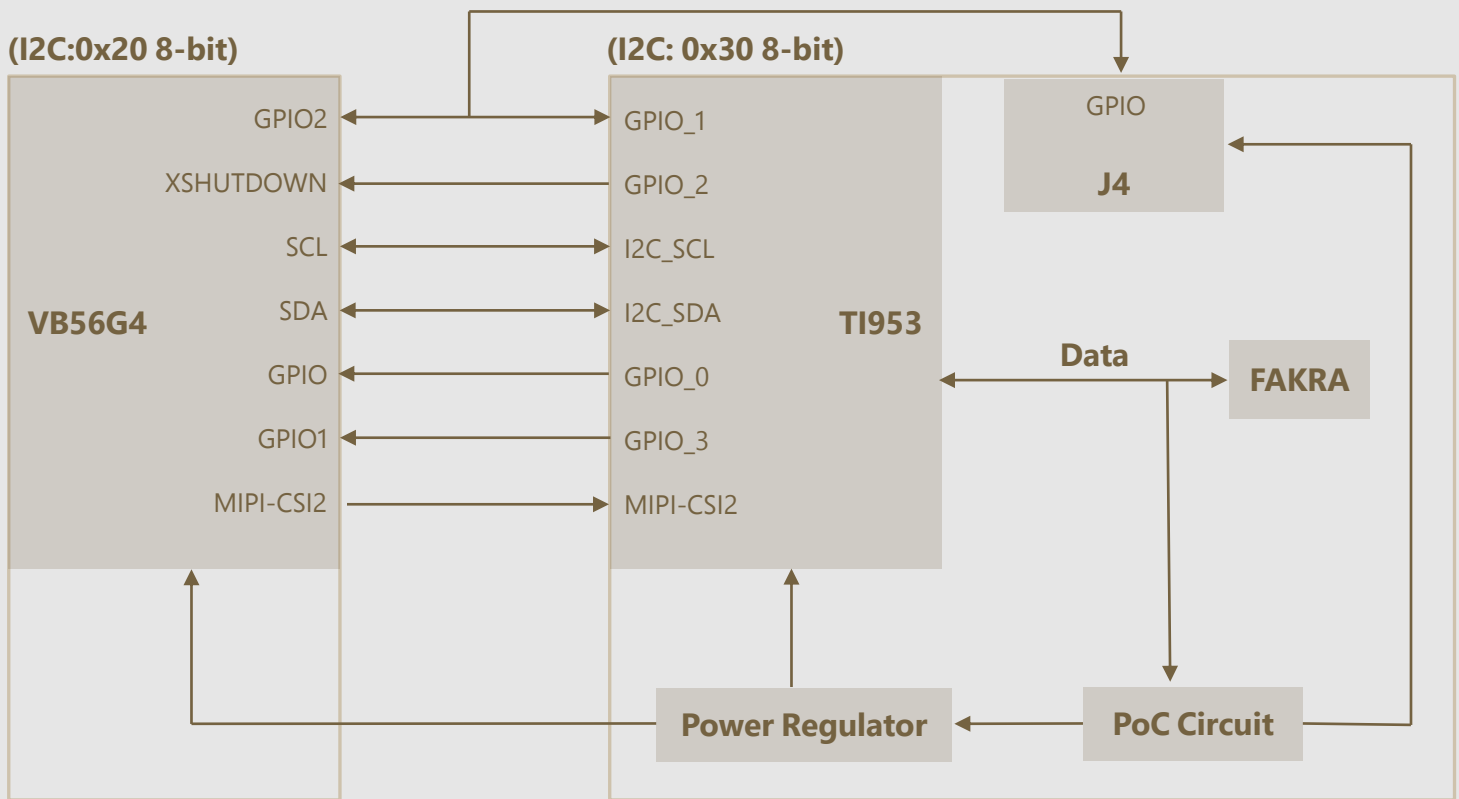 (I2C:0x20 8-bit)
(I2C: 0x30 8-bit)
GPIO2
XSHUTDOWN
SCL
SDA
VB56G4
GPIO
GPIO1
MIPI-CSI2
GPIO_1
GPIO_2
I2C_SCL
I2C_SDA
TI953
GPIO_0
GPIO_3
MIPI-CSI2
GPIO
J4
Data
FAKRA
Power Regulator
PoC Circuit